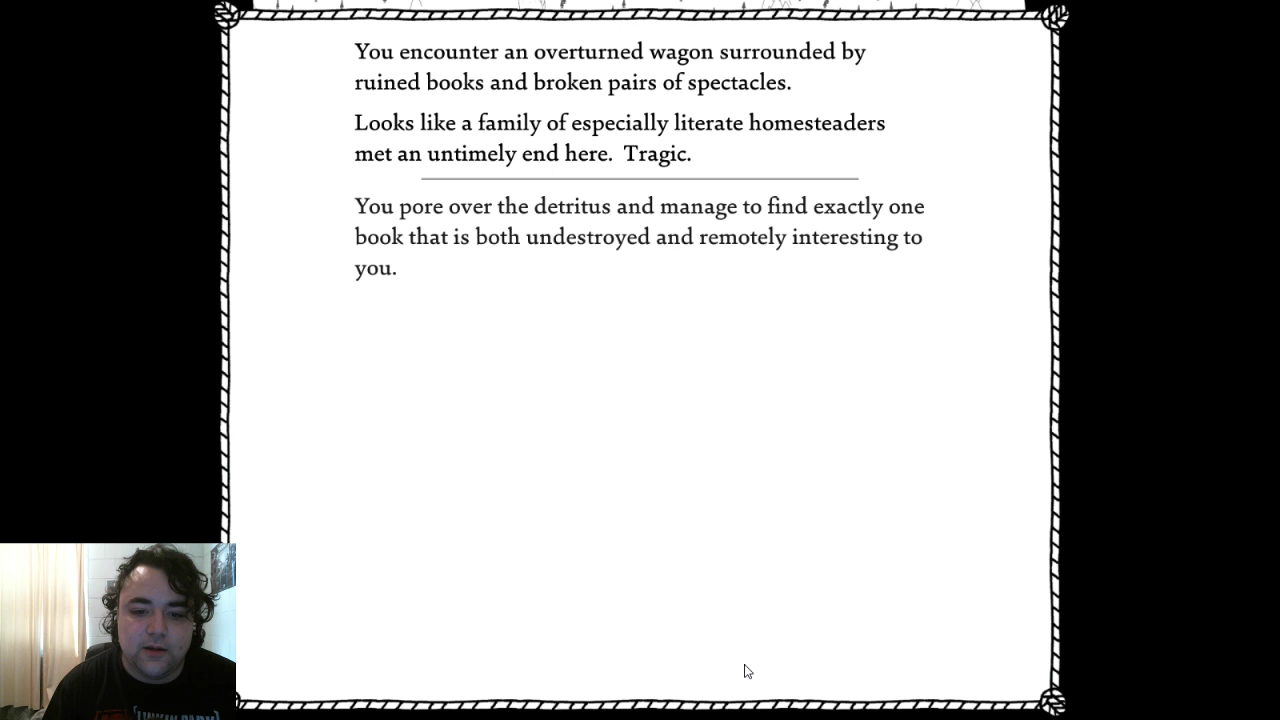 You encounter an overturned wagon surrounded by
ruined books and broken pairs of spectacles.
Looks like a family of especially literate homesteaders
met an untimely end here.  Tragic.
You pore over the detritus and manage to find exactly one
book that is both undestroyed and remotely interesting to
you.